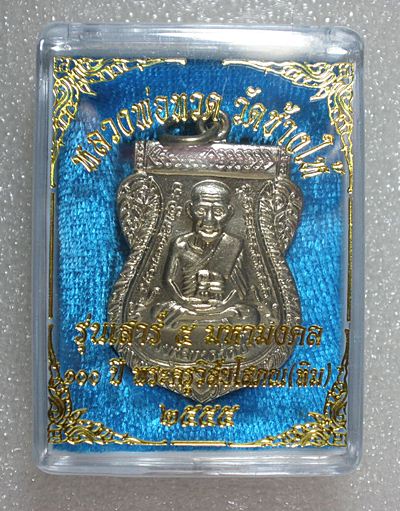 หลวงพ่อทวด วัดช้างให้
รุ่นเสาร์ ๕ มหามงคล
๑๐๐ ปี พระครูวิสัยโสภณ(ทิม)
๒๕๕๕